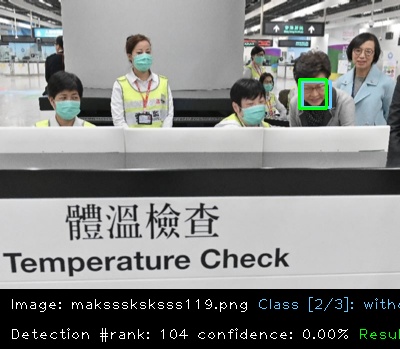 體溫檢查
Temperature Check
Image: maksssksksss119.png Class [2/3]: with
Detection #rank: 104 confidence: 0.00% Resul